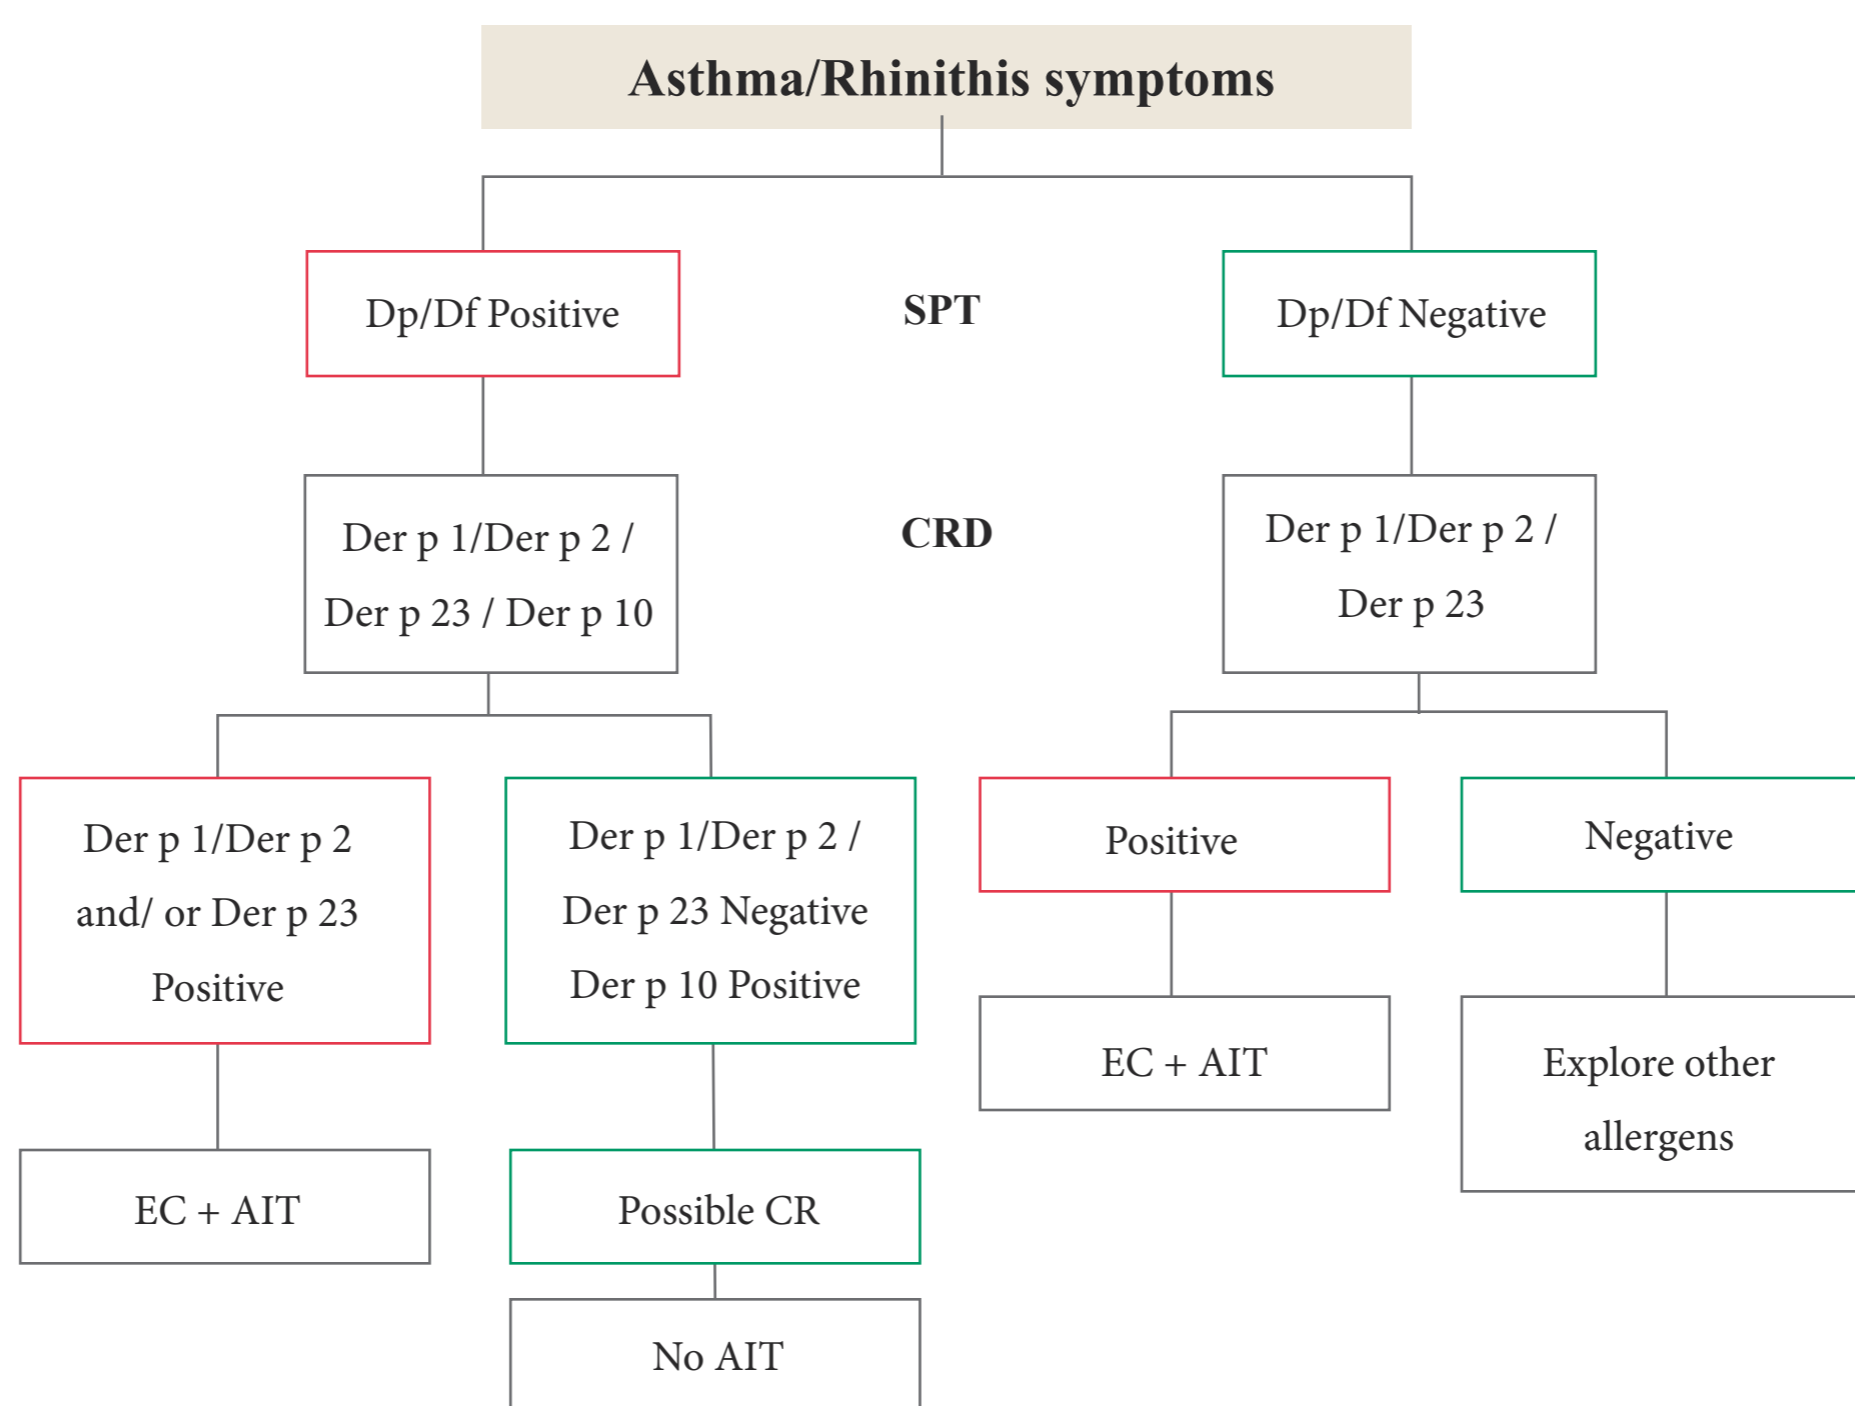 Asthma/Rhinithis symptoms
Dp/Df Positive
SPT
Dp/Df Negative
Der p 1/Der p 2 /
Der p 23 / Der p 10
CRD
Der p 1/Der p 2 /
Der p 23
Der p 1/Der p 2
and/ or Der p 23
Positive
Der p 1/Der p 2 /
Der p 23 Negative
Der p 10 Positive
Positive
Negative
EC + AIT
Explore other
allergens
EC + AIT
Possible CR
No AIT